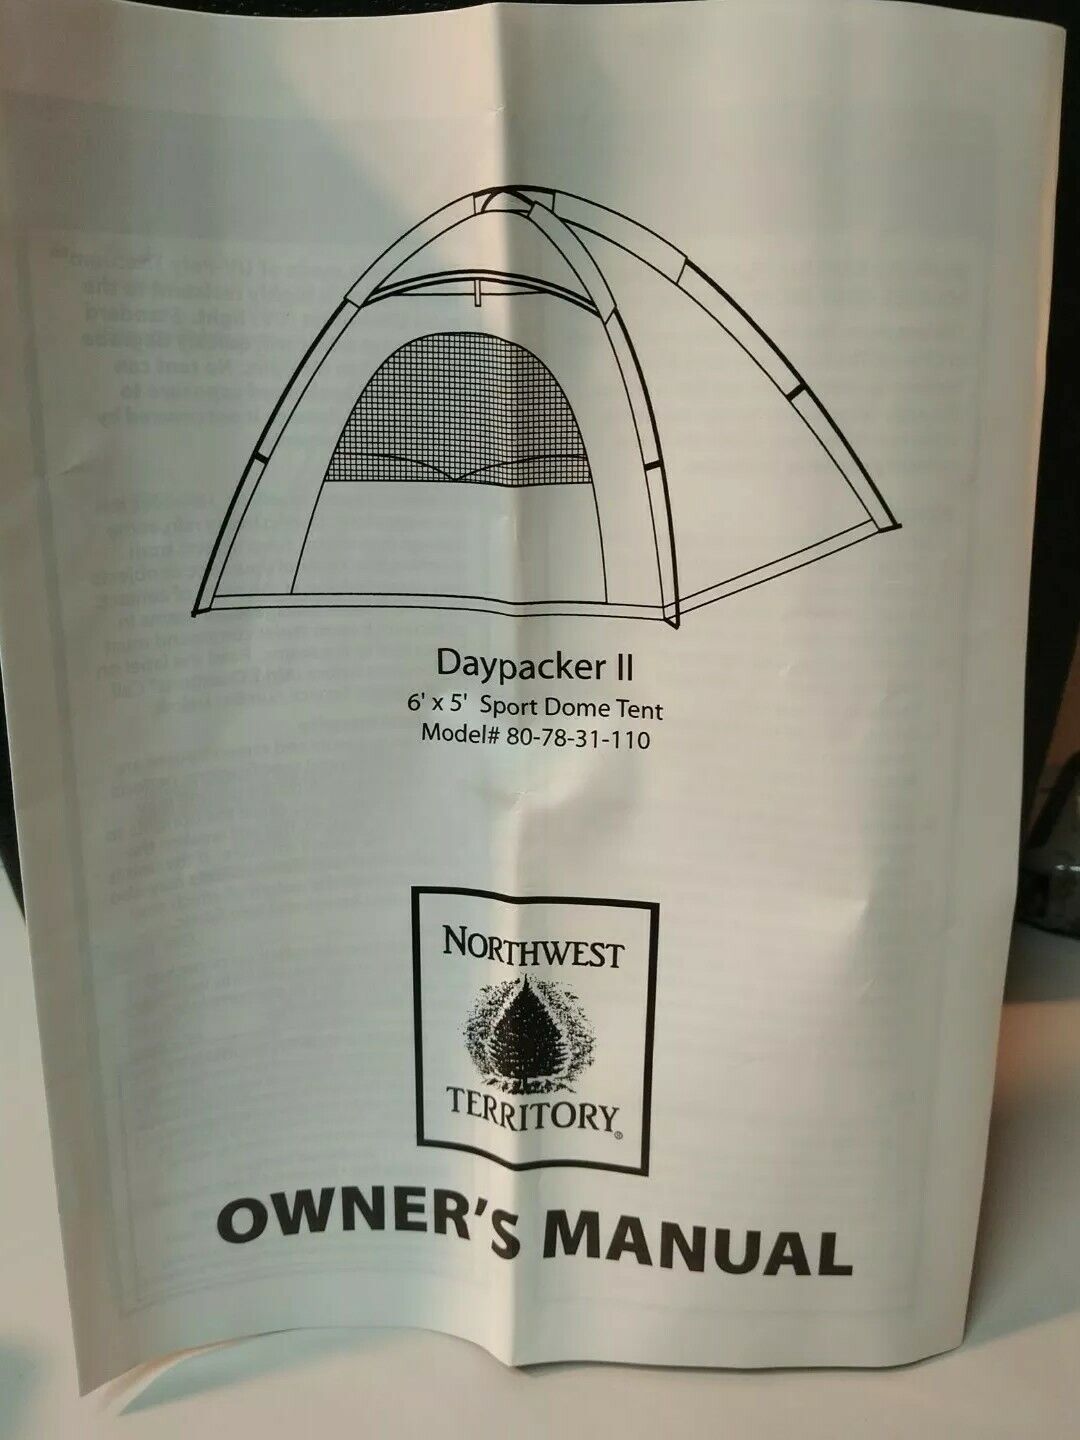 Daypacker II
6' x 5' Sport Dome Tent
Model# 80-78-31-110
NORTHWEST
TERRITORY®
OWNER'S MANUAL